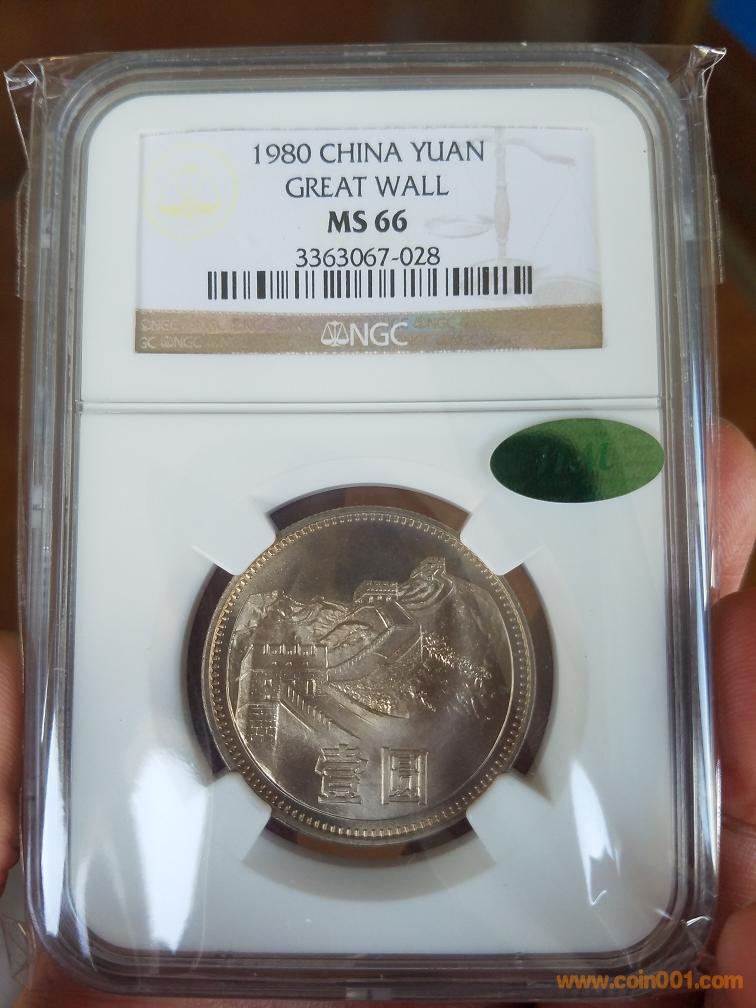 1980 CHINA YUAN
GREAT WALL
MS 66
3363067-028
NGC
壹圆
www.coin001.com